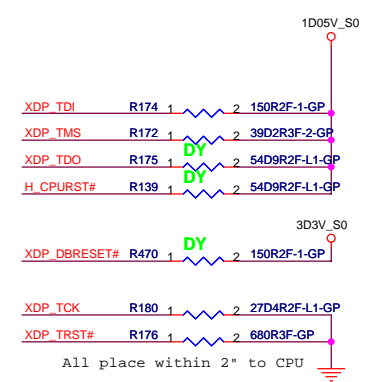 1D05V_S0
XDP_TDI R174 1 2 150R2F-1-GP
XDP_TMS R172 1 2 39D2R3F-2-GP
DY
XDP_TDO R175 1 2 54D9R2F-L1-GP
DY
H_CPURST# R139 1 2 54D9R2F-L1-GP
3D3V_S0
DY
XDP_DBRESET# R470 1 2 150R2F-1-GP
XDP_TCK R180 1 2 27D4R2F-L1-GP
XDP_TRST# R176 1 2 680R3F-GP
All place within 2" to CPU